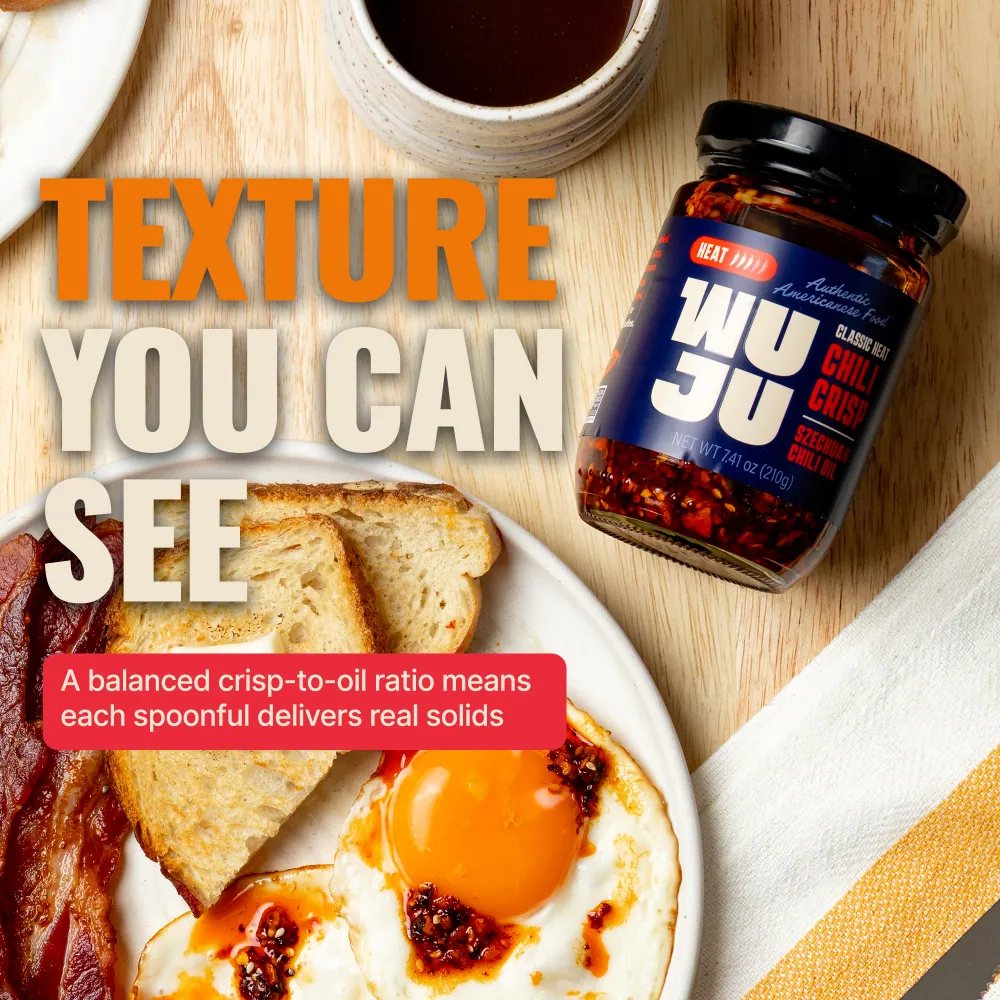 TEXTURE
YOU CAN
SEE
A balanced crisp-to-oil ratio means
each spoonful delivers real solids
HEAT
Authentic
Americanese Food
WU
JU
CLASSIC HEAT
CHILI
CRISP
SZECHUAN
CHILI OIL
NET WT 7.41 oz (210g)